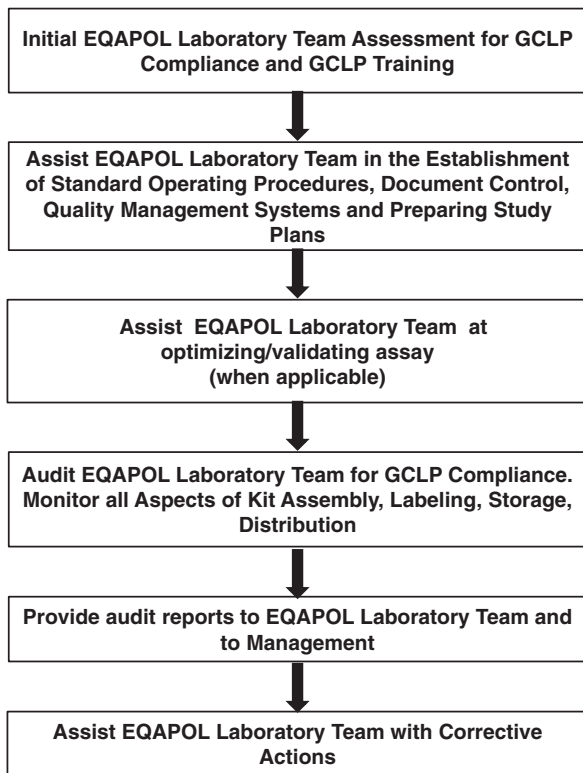 Initial EQAPOL Laboratory Team Assessment for GCLP
Compliance and GCLP Training
Assist EQAPOL Laboratory Team in the Establishment
of Standard Operating Procedures, Document Control,
Quality Management Systems and Preparing Study
Plans
Assist EQAPOL Laboratory Team at
optimizing/validating assay
(when applicable)
Audit EQAPOL Laboratory Team for GCLP Compliance.
Monitor all Aspects of Kit Assembly, Labeling, Storage,
Distribution
Provide audit reports to EQAPOL Laboratory Team and
to Management
Assist EQAPOL Laboratory Team with Corrective
Actions